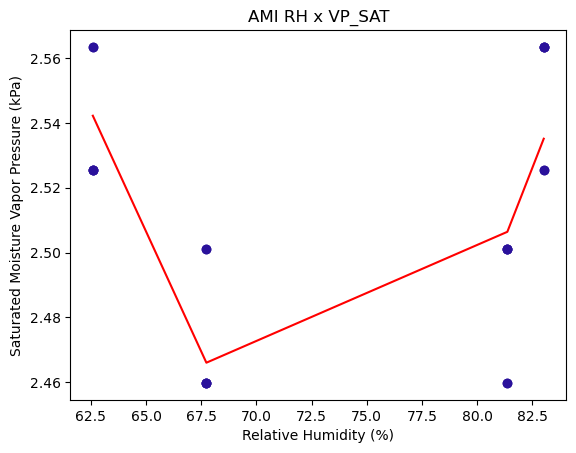 AMI RH x VP_SAT
Saturated Moisture Vapor Pressure (kPa)
2.56
2.54
2.52
2.50
2.48
2.46
62.5 65.0 67.5 70.0 72.5 75.0 77.5 80.0 82.5
Relative Humidity (%)